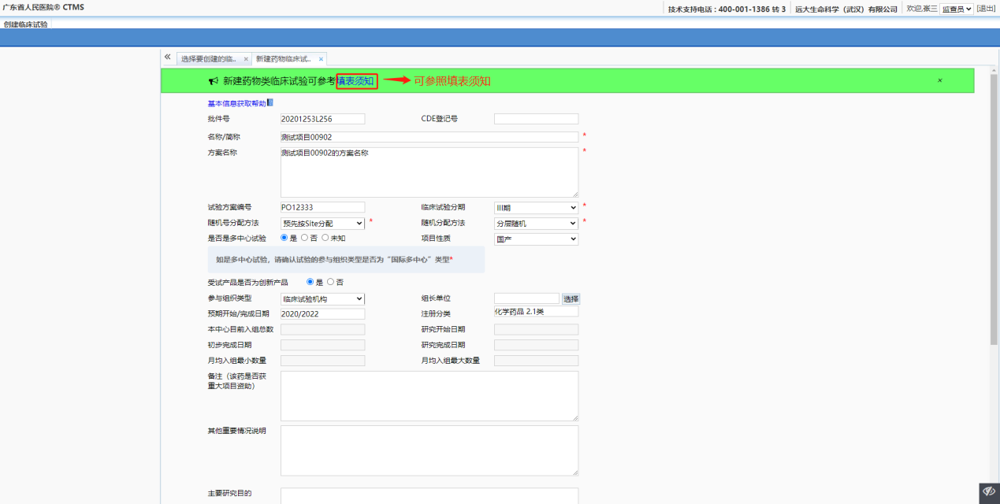 广东省人民医院® CTMS
技术支持电话：400-001-1386 转 3 远大生命科学（武汉）有限公司 欢迎,张三 监查员 [退出]
创建临床试验
« 选择要创建的临.. × 新建药物临床试.. ×
新建药物类临床试验可参考填表须知 可参照填表须知 ×
基本信息获取帮助
批件号 20201253L256 CDE登记号
名称/简称 测试项目00902 *
方案名称 测试项目00902的方案名称 *
试验方案编号 PO12333 临床试验分期 III期 *
随机号分配方法 预先按Site分配 * 随机分配方法 分层随机 *
是否是多中心试验 是 否 未知 项目性质 国产
如是多中心试验，请确认试验的参与组织类型是否为“国际多中心”类型*
受试产品是否为创新产品 是 否
参与组织类型 临床试验机构 组长单位 选择
预期开始/完成日期 2020/2022 注册分类 化学药品 2.1类
本中心目前入组总数 研究开始日期
初步完成日期 研究完成日期
月均入组最小数量 月均入组最大数量
备注（该药是否获
重大项目资助）
其他重要情况说明
主要研究目的